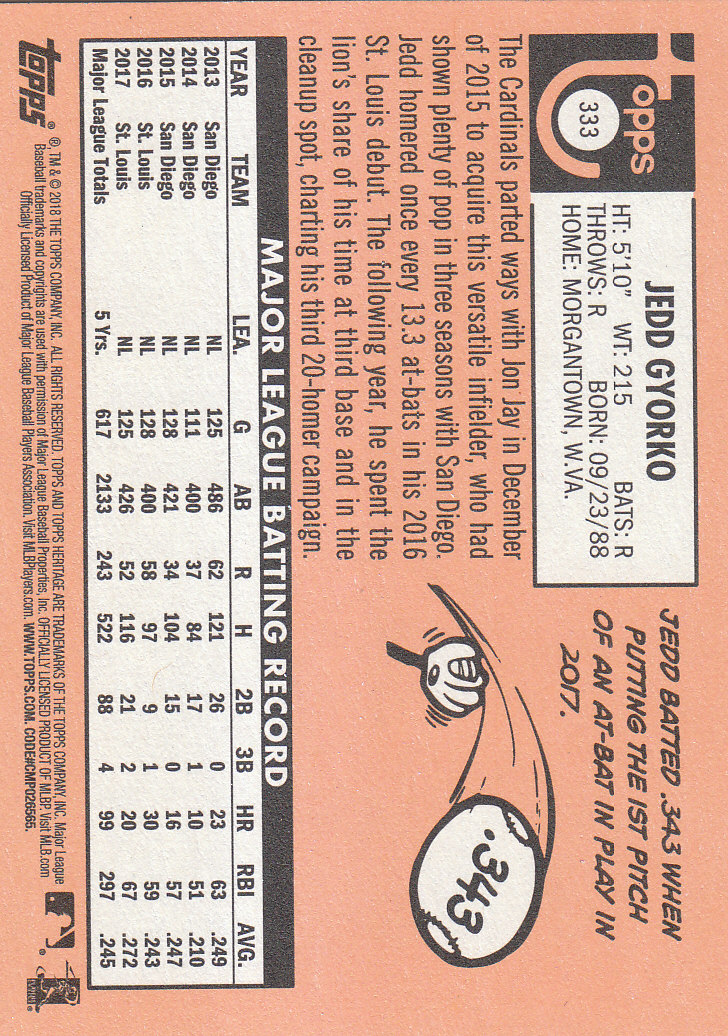 Topps
333
JEDD GYORKO
HT: 5'10" WT: 215 BATS: R
THROWS: R BORN: 09/23/88
HOME: MORGANTOWN, W.VA.
The Cardinals parted ways with Jon Jay in December
of 2015 to acquire this versatile infielder, who had
shown plenty of pop in three seasons with San Diego.
Jedd homered once every 13.3 at-bats in his 2016
St. Louis debut. The following year, he spent the
lion's share of his time at third base and in the
cleanup spot, charting his third 20-homer campaign.
JEDD BATTED .343 WHEN
PUTTING THE 1ST PITCH
OF AN AT-BAT IN PLAY IN
2017.
.343
MAJOR LEAGUE BATTING RECORD
YEAR TEAM LEA. G AB R H 2B 3B HR RBI AVG.
2013 San Diego NL 125 486 62 121 26 0 23 63 .249
2014 San Diego NL 111 400 37 84 17 1 10 51 .210
2015 San Diego NL 128 421 34 104 15 0 16 57 .247
2016 St. Louis NL 128 400 58 97 9 1 30 59 .243
2017 St. Louis NL 125 426 52 116 21 2 20 67 .272
Major League Totals 5 Yrs. 617 2133 243 522 88 4 99 297 .245
Topps®
®, TM & © 2018 THE TOPPS COMPANY, INC. ALL RIGHTS RESERVED. TOPPS AND TOPPS HERITAGE ARE TRADEMARKS OF THE TOPPS COMPANY, INC. Major League
Baseball trademarks and copyrights are used with permission of Major League Baseball Properties, Inc. OFFICIALLY LICENSED PRODUCT OF MLBP. Visit MLB.com
Officially Licensed Product of Major League Baseball Players Association. Visit MLBPlayers.com. WWW.TOPPS.COM. CODE#CMP026565.